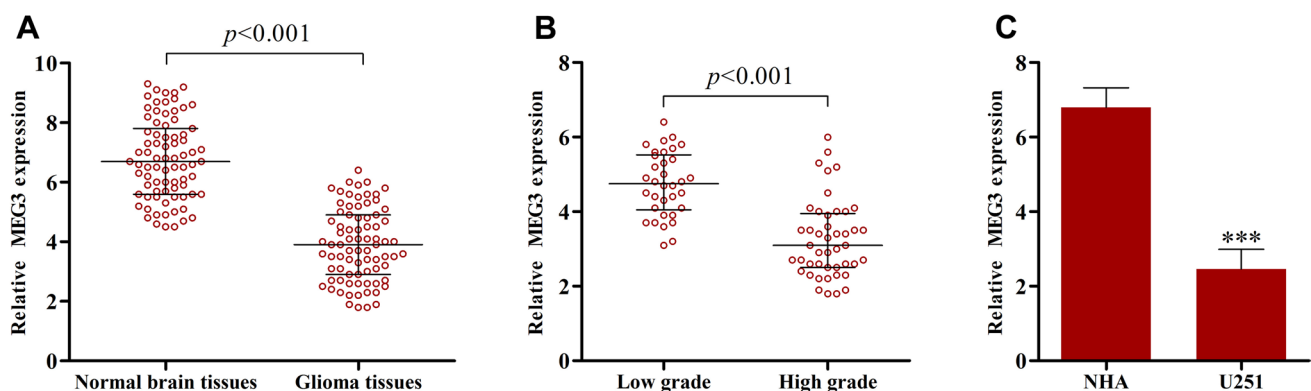 A
p<0.001
Relative MEG3 expression
10
8
6
4
2
0
Normal brain tissues
Glioma tissues
B
p<0.001
Relative MEG3 expression
8
6
4
2
0
Low grade
High grade
C
Relative MEG3 expression
8
6
4
2
0
***
NHA
U251